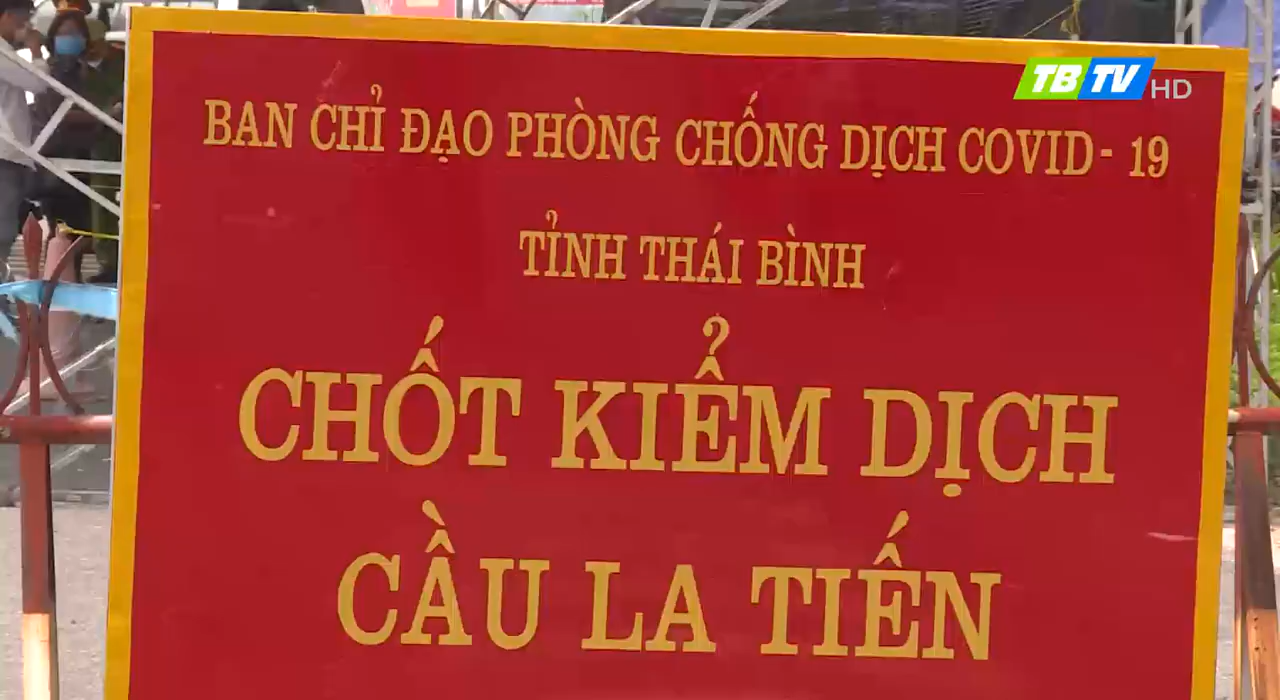 TBTV HD
BAN CHỈ ĐẠO PHÒNG CHỐNG DỊCH COVID- 19
TỈNH THÁI BÌNH
CHỐT KIỂM DỊCH
CẦU LA TIẾN